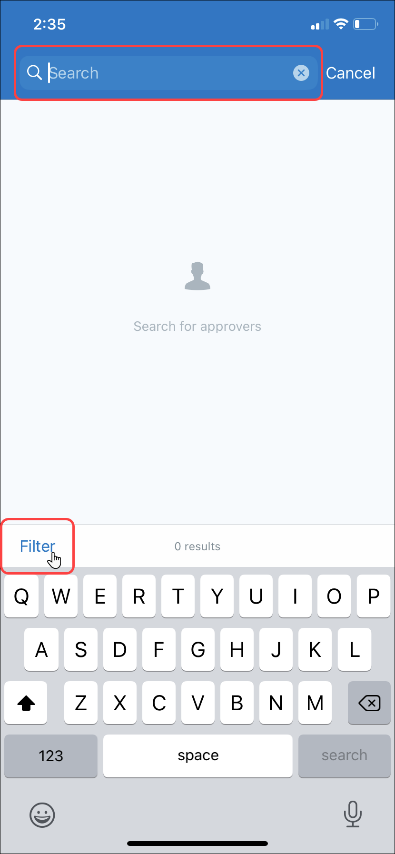 2:35
Search
Cancel
Search for approvers
Filter
0 results
Q W E R T Y U I O P
A S D F G H J K L
Z X C V B N M
123 space search